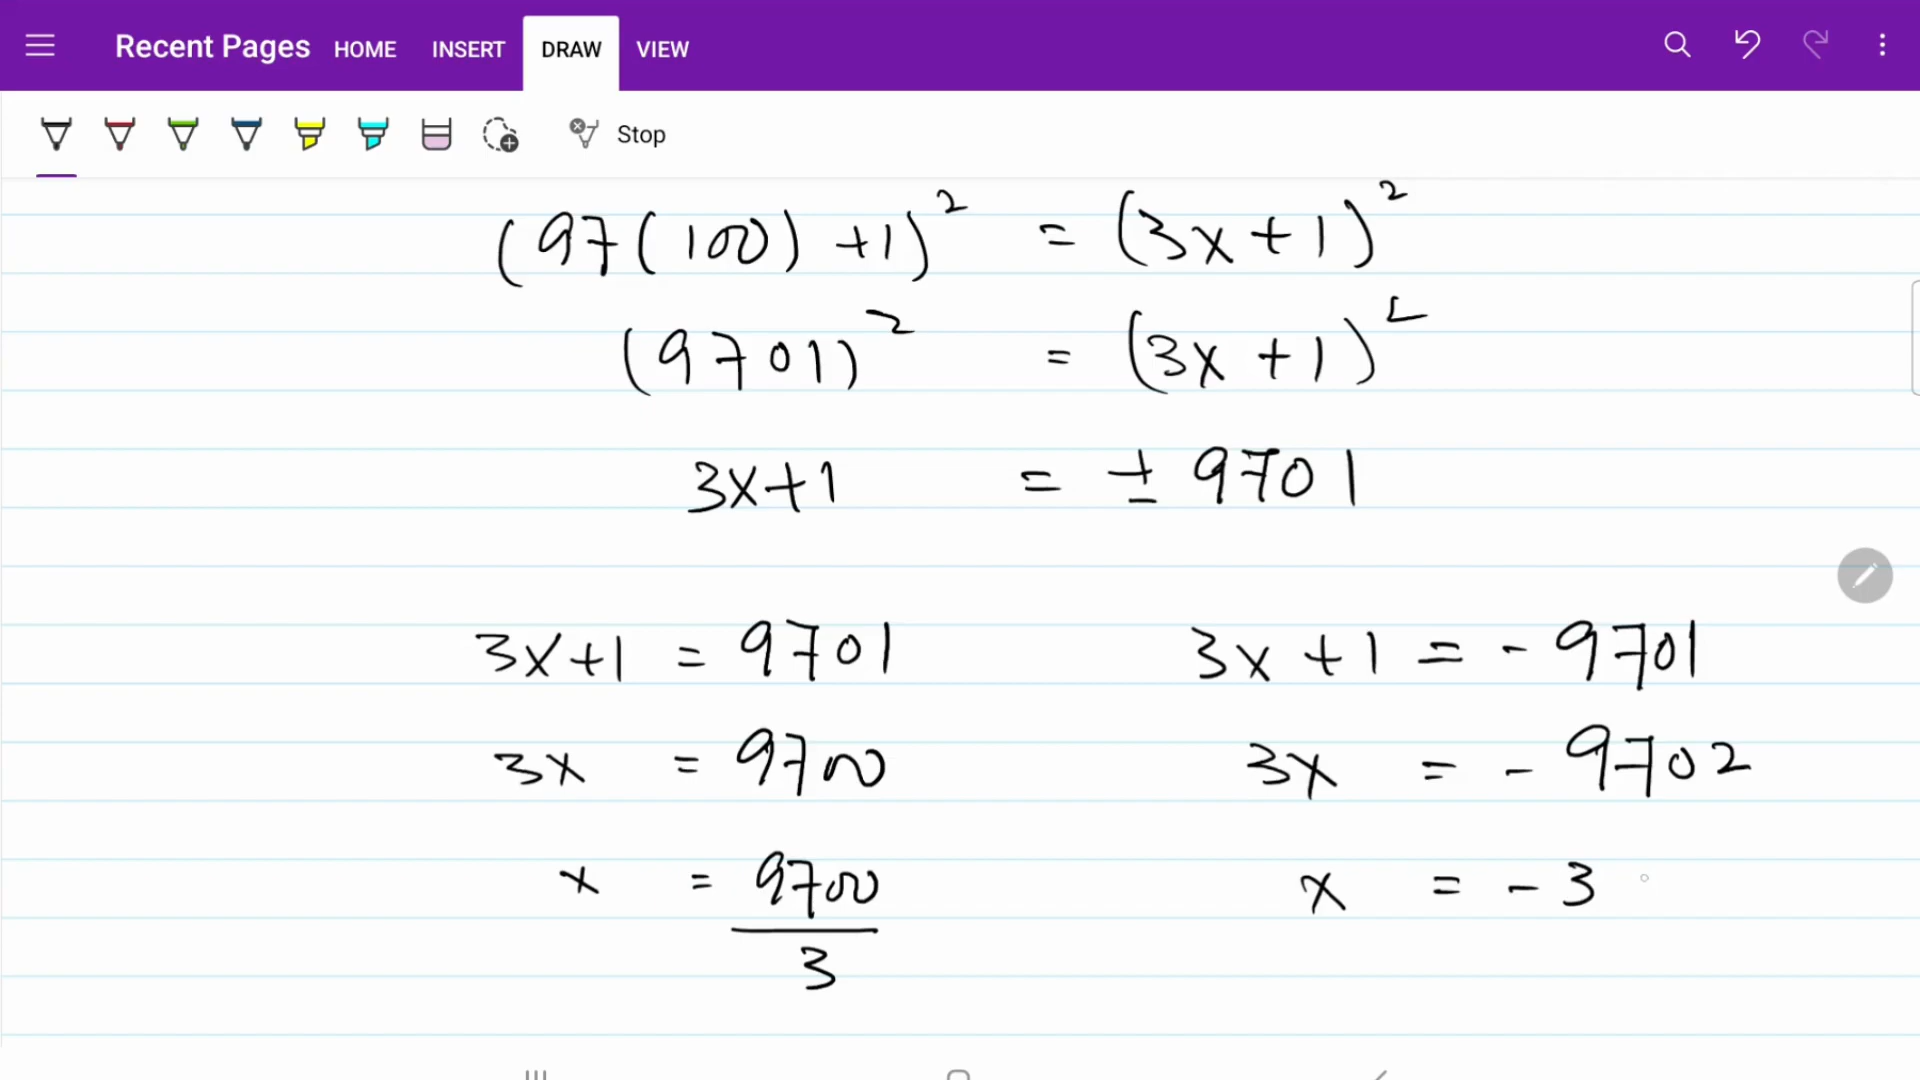 Recent Pages HOME INSERT DRAW VIEW
Stop
(97(100)+1)² = (3x+1)²
(9701)² = (3x+1)²
3x+1 = ± 9701
3x+1 = 9701 3x+1 = - 9701
3x = 9700 3x = - 9702
x = 9700/3 x = - 3